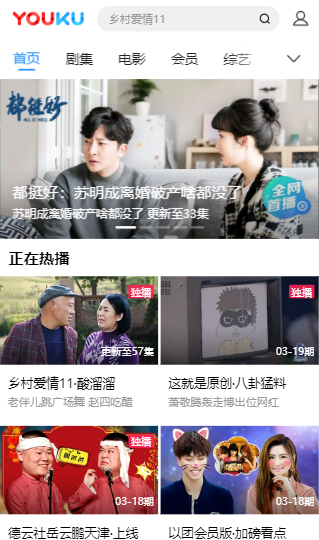 YOUKU
乡村爱情11
首页 剧集 电影 会员 综艺
都挺好
ALL IS WELL
都挺好：苏明成离婚破产啥都没了
苏明成离婚破产啥都没了 更新至33集
全网
首播
正在热播
独播
更新至57集
独播
03-19期
乡村爱情11·酸溜溜
老伴儿跳广场舞 赵四吃醋
这就是原创·八卦猛料
萧敬腾轰走博出位网红
独播
03-18期
03-18期
德云社岳云鹏天津·上线
以团会员版·加磅看点